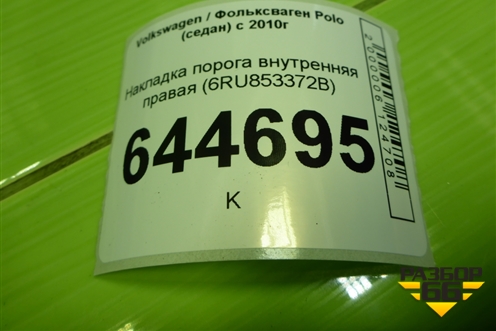 Volkswagen / Фольксваген Polo
(седан) с 2010г
Накладка порога внутренняя
правая (6RU853372B)
644695
К
2000006124708
РАЗБОР
66